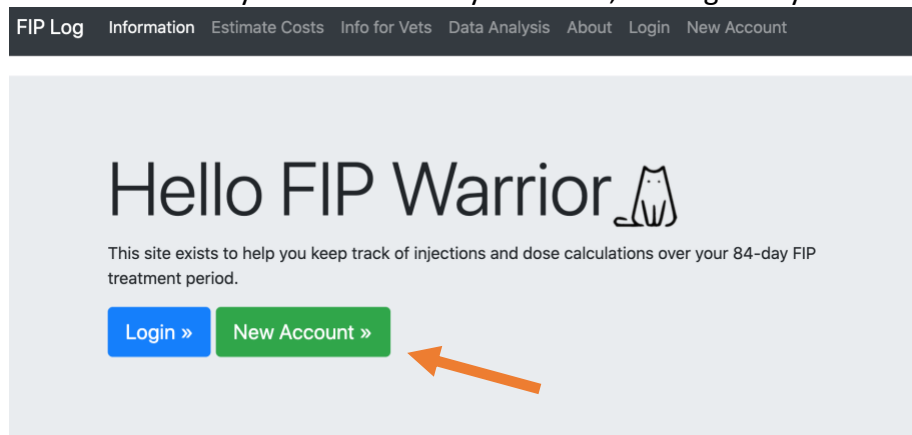 FIP Log Information Estimate Costs Info for Vets Data Analysis About Login New Account
Hello FIP Warrior
This site exists to help you keep track of injections and dose calculations over your 84-day FIP
treatment period.
Login » New Account »